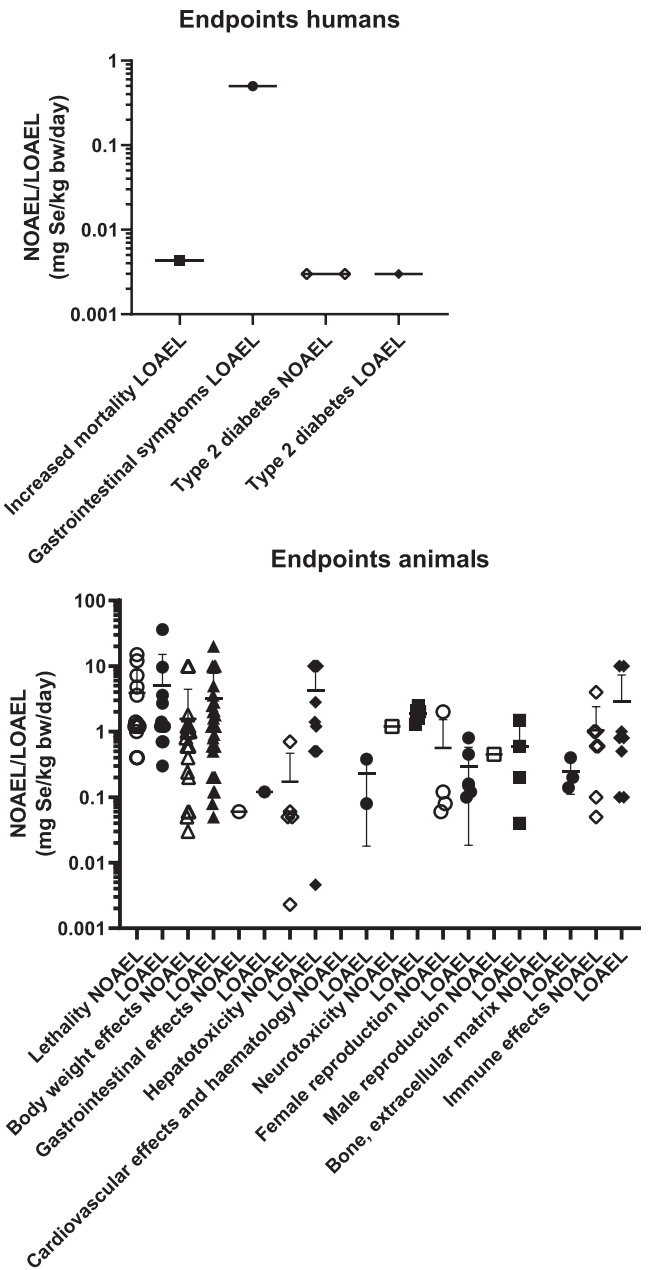 Endpoints humans
NOAEL/LOAEL
(mg Se/kg bw/day)
1
0.1
0.01
0.001
Increased mortality LOAEL
Gastrointestinal symptoms LOAEL
Type 2 diabetes NOAEL
Type 2 diabetes LOAEL
Endpoints animals
NOAEL/LOAEL
(mg Se/kg bw/day)
100
10
1
0.1
0.01
0.001
Lethality NOAEL
LOAEL
Body weight effects NOAEL
LOAEL
Gastrointestinal effects NOAEL
LOAEL
Hepatotoxicity NOAEL
LOAEL
Cardiovascular effects and haematology NOAEL
LOAEL
Neurotoxicity NOAEL
LOAEL
Female reproduction NOAEL
LOAEL
Male reproduction NOAEL
LOAEL
Bone, extracellular matrix NOAEL
LOAEL
Immune effects NOAEL
LOAEL